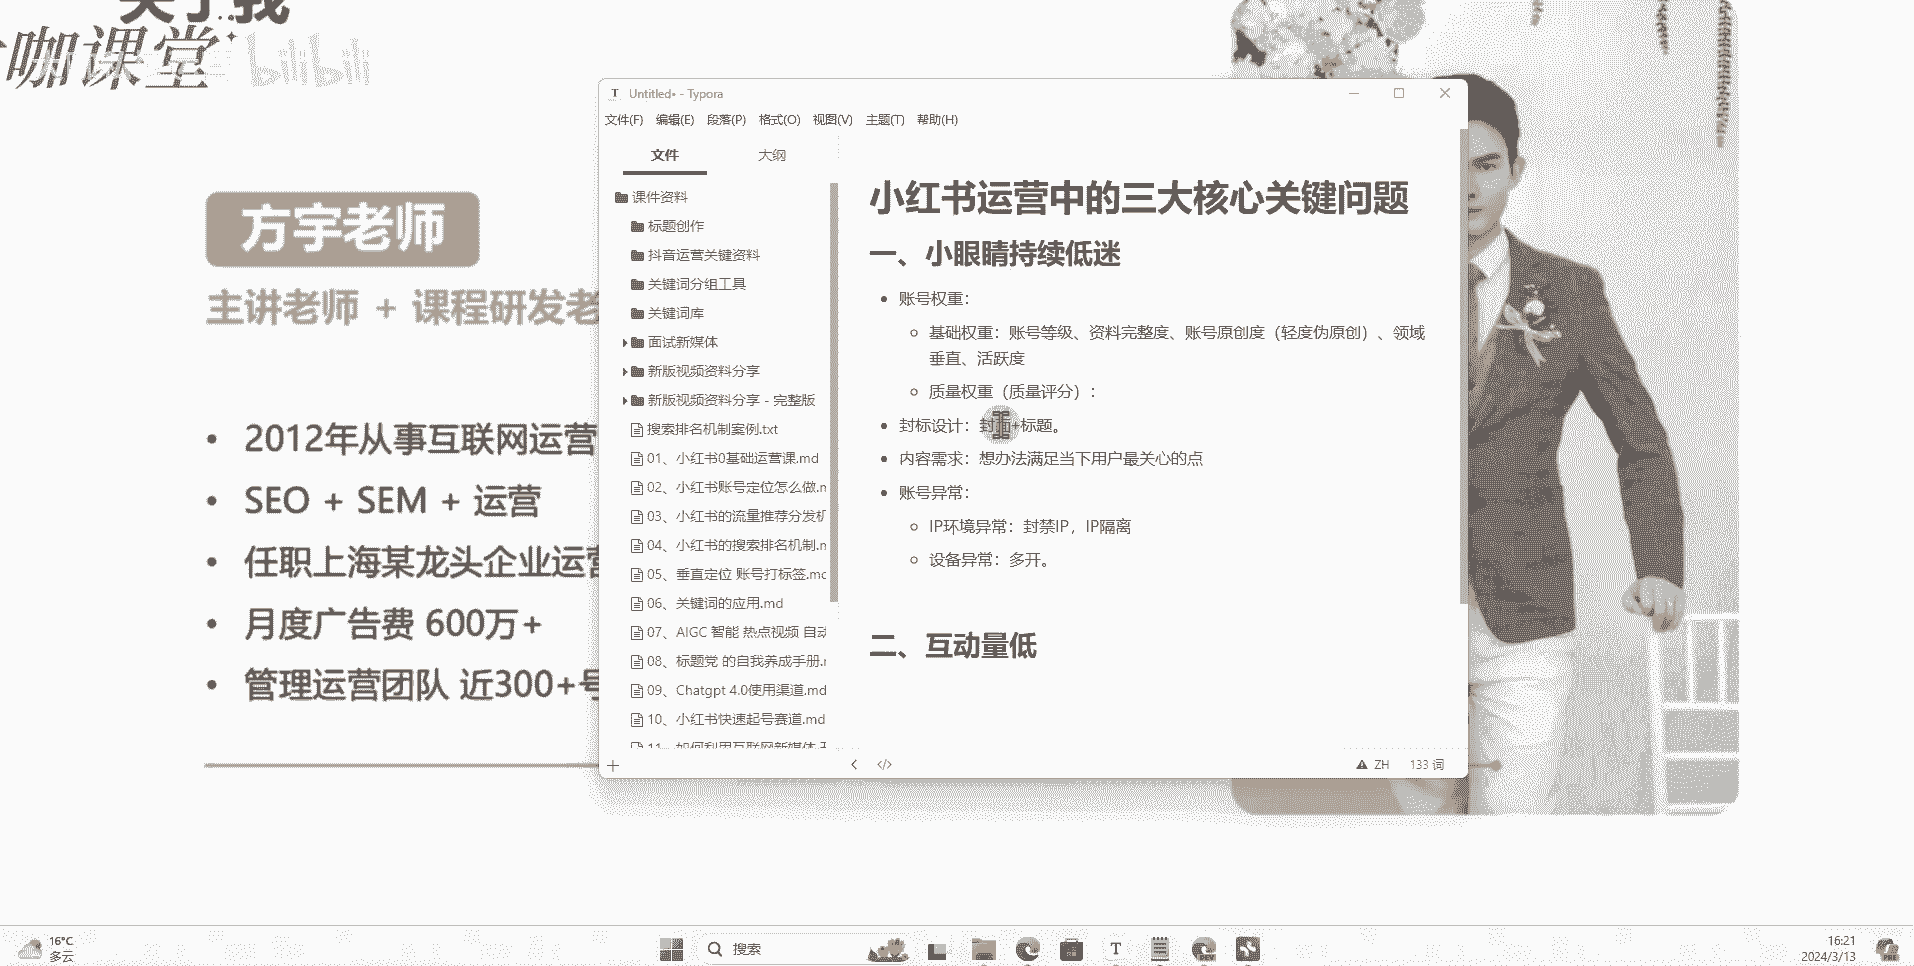 关于我
咖课堂
bilibili
方宇老师
主讲老师 + 课程研发老
2012年从事互联网运营
SEO + SEM + 运营
任职上海某龙头企业运营
月度广告费 600万+
管理运营团队 近300+号
Untitled• - Typora
文件(F) 编辑(E) 段落(P) 格式(O) 视图(V) 主题(T) 帮助(H)
文件 大纲
课件资料
标题创作
抖音运营关键资料
关键词分组工具
关键词库
面试新媒体
新版视频资料分享
新版视频资料分享 - 完整版
搜索排名机制案例.txt
01、小红书0基础运营课.md
02、小红书账号定位怎么做.m
03、小红书的流量推荐分发机
04、小红书的搜索排名机制.m
05、垂直定位 账号打标签.md
06、关键词的应用.md
07、AIGC 智能 热点视频 自动
08、标题党 的自我养成手册.m
09、Chatgpt 4.0使用渠道.md
10、小红书快速起号赛道.md
11、如何利用互联网新媒体
小红书运营中的三大核心关键问题
一、小眼睛持续低迷
账号权重：
基础权重：账号等级、资料完整度、账号原创度（轻度伪原创）、领域
垂直、活跃度
质量权重（质量评分）：
封标设计：封面+标题。
内容需求：想办法满足当下用户最关心的点
账号异常：
IP环境异常：封禁IP，IP隔离
设备异常：多开。
二、互动量低
ZH 133 词
16°C
多云
搜索
16:21
2024/3/13